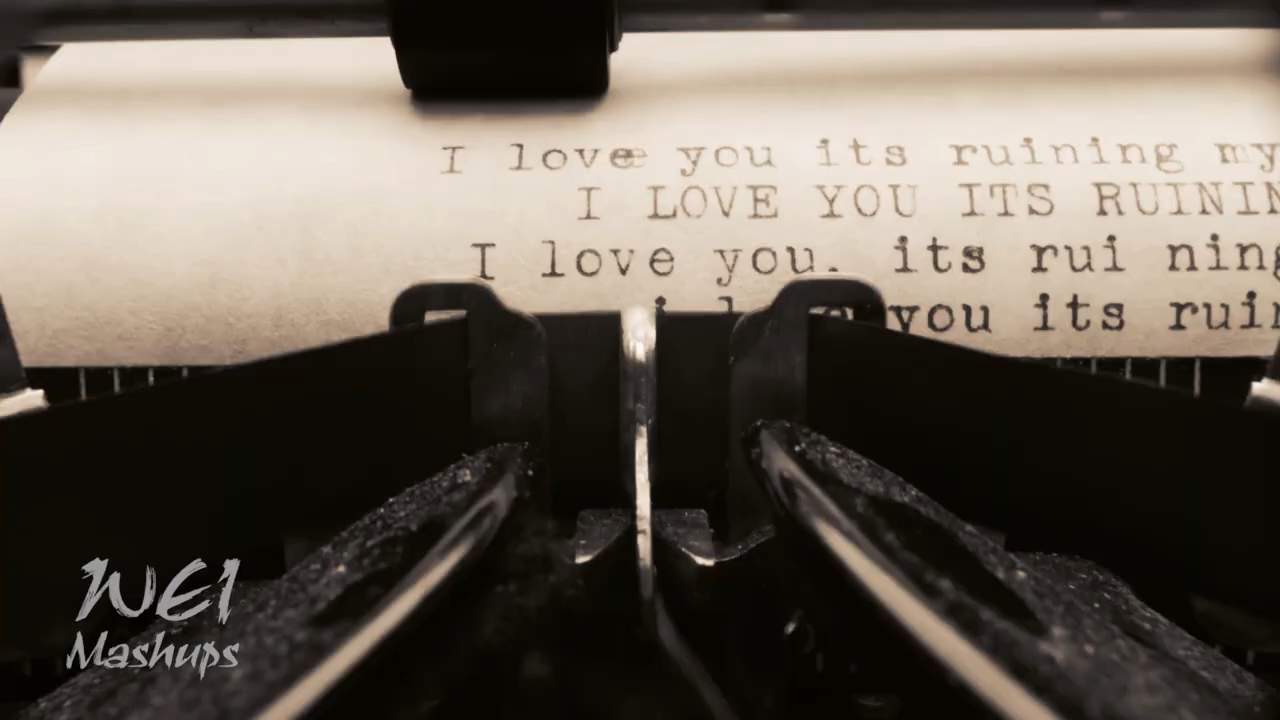 I love you its ruining my
I LOVE YOU ITS RUININ
I love you. its rui ning
you its ruin
WEI
Mashups